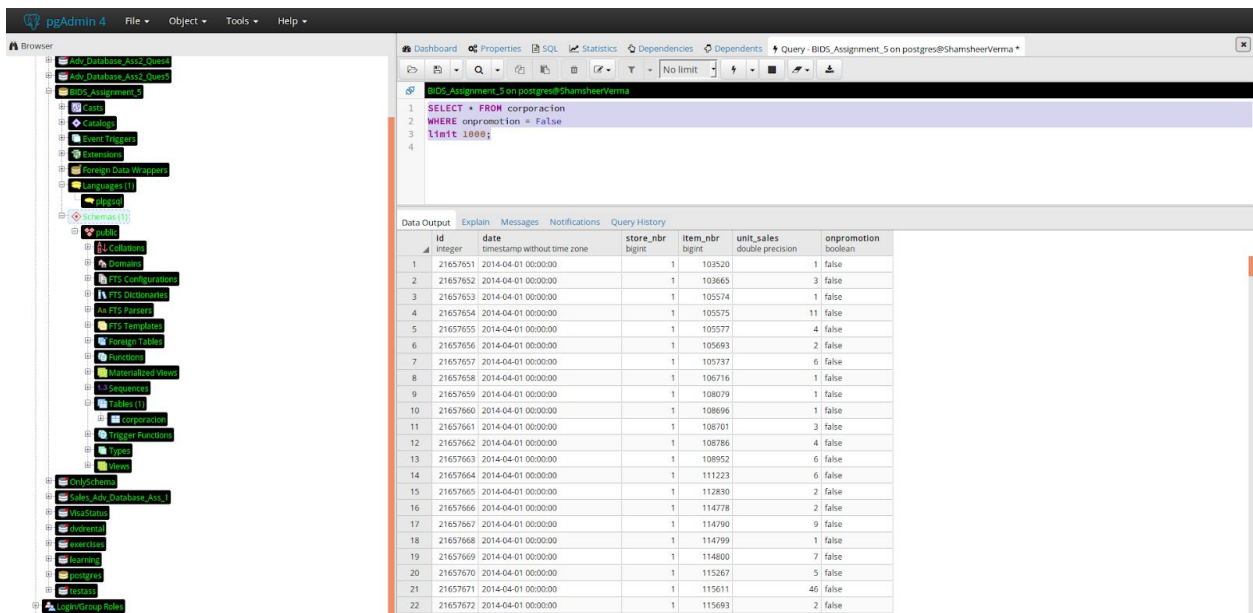 pgAdmin 4 File Object Tools Help
Browser
Adv_Database_Ass2_Ques4
Adv_Database_Ass2_Ques5
BIDS_Assignment_5
Casts
Catalogs
Event Triggers
Extensions
Foreign Data Wrappers
Languages (1)
plpgsql
Schemas (1)
public
Collations
Domains
FTS Configurations
FTS Dictionaries
Aa FTS Parsers
FTS Templates
Foreign Tables
Functions
Materialized Views
1..3 Sequences
Tables (1)
corporacion
Trigger Functions
Types
Views
OnlySchema
Sales_Adv_Database_Ass_1
VisaStatus
dvdrental
exercises
learning
postgres
testass
Login/Group Roles
Dashboard Properties SQL Statistics Dependencies Dependents Query - BIDS_Assignment_5 on postgres@ShamsheerVerma *
No limit
BIDS_Assignment_5 on postgres@ShamsheerVerma
1 SELECT * FROM corporacion
2 WHERE onpromotion = False
3 limit 1000;
4
Data Output Explain Messages Notifications Query History
id date store_nbr item_nbr unit_sales onpromotion
integer timestamp without time zone bigint bigint double precision boolean
1 21657651 2014-04-01 00:00:00 1 103520 1 false
2 21657652 2014-04-01 00:00:00 1 103665 3 false
3 21657653 2014-04-01 00:00:00 1 105574 1 false
4 21657654 2014-04-01 00:00:00 1 105575 11 false
5 21657655 2014-04-01 00:00:00 1 105577 4 false
6 21657656 2014-04-01 00:00:00 1 105693 2 false
7 21657657 2014-04-01 00:00:00 1 105737 6 false
8 21657658 2014-04-01 00:00:00 1 106716 1 false
9 21657659 2014-04-01 00:00:00 1 108079 1 false
10 21657660 2014-04-01 00:00:00 1 108696 1 false
11 21657661 2014-04-01 00:00:00 1 108701 3 false
12 21657662 2014-04-01 00:00:00 1 108786 4 false
13 21657663 2014-04-01 00:00:00 1 108952 6 false
14 21657664 2014-04-01 00:00:00 1 111223 6 false
15 21657665 2014-04-01 00:00:00 1 112830 2 false
16 21657666 2014-04-01 00:00:00 1 114778 2 false
17 21657667 2014-04-01 00:00:00 1 114790 9 false
18 21657668 2014-04-01 00:00:00 1 114799 1 false
19 21657669 2014-04-01 00:00:00 1 114800 7 false
20 21657670 2014-04-01 00:00:00 1 115267 5 false
21 21657671 2014-04-01 00:00:00 1 115611 46 false
22 21657672 2014-04-01 00:00:00 1 115693 2 false